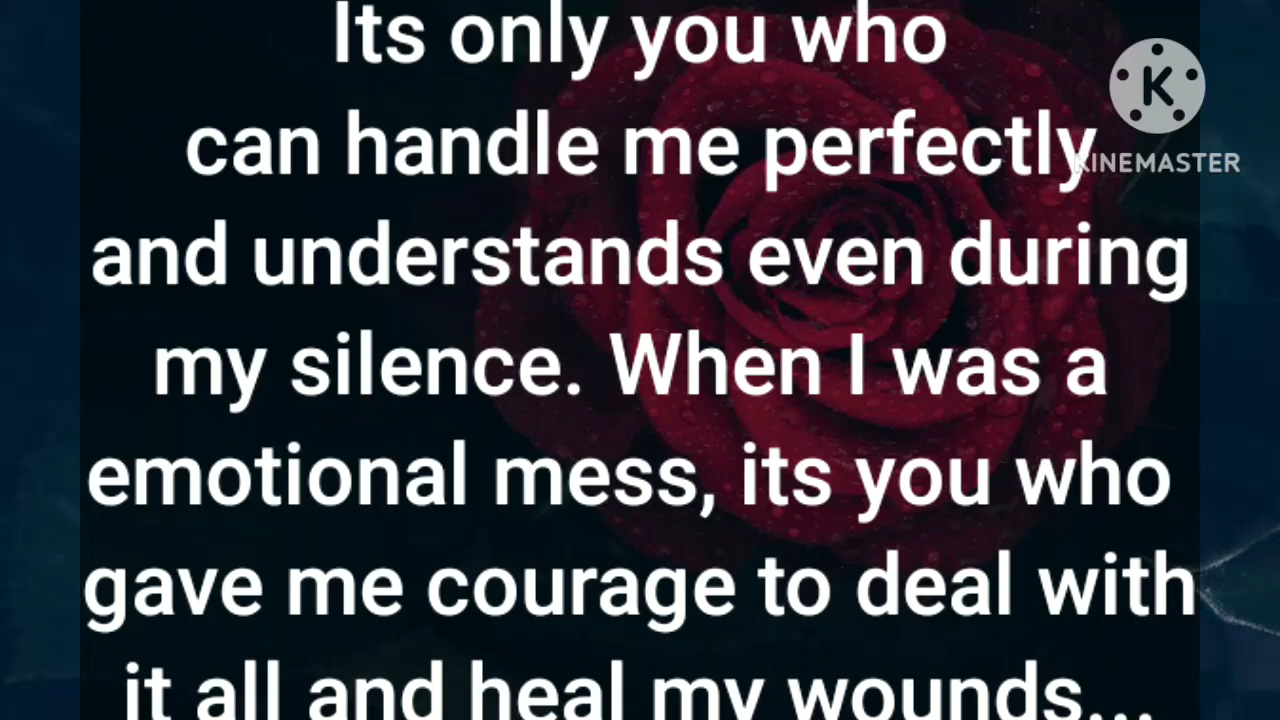 Its only you who
can handle me perfectly
KINEMASTER
and understands even during
my silence. When I was a
emotional mess, its you who
gave me courage to deal with
it all and heal my wounds...